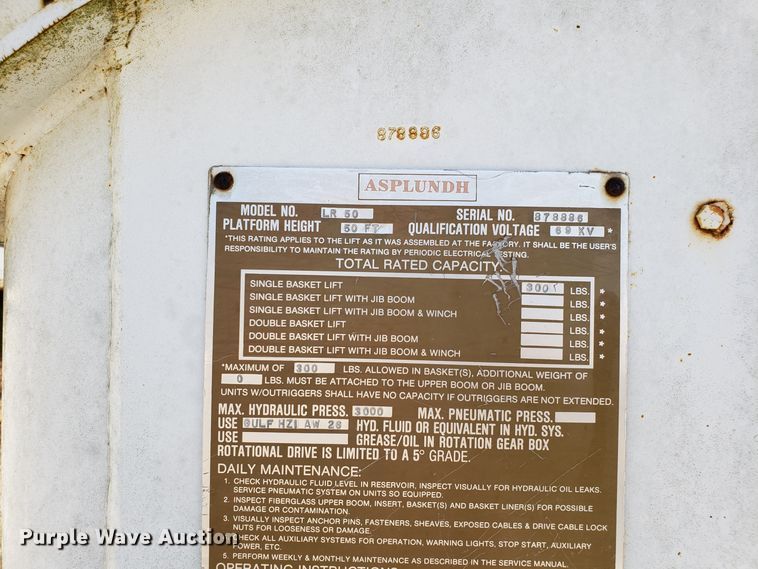 878886
ASPLUNDH
MODEL NO. LR 50 SERIAL NO. 878886
PLATFORM HEIGHT 50 FT QUALIFICATION VOLTAGE 69 KV *
*THIS RATING APPLIES TO THE LIFT AS IT WAS ASSEMBLED AT THE FACTORY. IT SHALL BE THE USER'S
RESPONSIBILITY TO MAINTAIN THE RATING BY PERIODIC ELECTRICAL TESTING.
TOTAL RATED CAPACITY
SINGLE BASKET LIFT 300 LBS. *
SINGLE BASKET LIFT WITH JIB BOOM LBS. *
SINGLE BASKET LIFT WITH JIB BOOM & WINCH LBS. *
DOUBLE BASKET LIFT LBS. *
DOUBLE BASKET LIFT WITH JIB BOOM LBS. *
DOUBLE BASKET LIFT WITH JIB BOOM & WINCH LBS. *
*MAXIMUM OF 300 LBS. ALLOWED IN BASKET(S), ADDITIONAL WEIGHT OF
0 LBS. MUST BE ATTACHED TO THE UPPER BOOM OR JIB BOOM.
UNITS W/OUTRIGGERS SHALL HAVE NO CAPACITY IF OUTRIGGERS ARE NOT EXTENDED.
MAX. HYDRAULIC PRESS. 3000 MAX. PNEUMATIC PRESS.
USE GULF HZI AW 26 HYD. FLUID OR EQUIVALENT IN HYD. SYS.
USE GREASE/OIL IN ROTATION GEAR BOX
ROTATIONAL DRIVE IS LIMITED TO A 5° GRADE.
DAILY MAINTENANCE:
1. CHECK HYDRAULIC FLUID LEVEL IN RESERVOIR, INSPECT VISUALLY FOR HYDRAULIC OIL LEAKS.
SERVICE PNEUMATIC SYSTEM ON UNITS SO EQUIPPED.
2. INSPECT FIBERGLASS UPPER BOOM, INSERT, BASKET(S) AND BASKET LINER(S) FOR POSSIBLE
DAMAGE OR CONTAMINATION.
3. VISUALLY INSPECT ANCHOR PINS, FASTENERS, SHEAVES, EXPOSED CABLES & DRIVE CABLE LOCK
NUTS FOR LOOSENESS OR DAMAGE.
CHECK ALL AUXILIARY SYSTEMS FOR OPERATION, WARNING LIGHTS, STOP START, AUXILIARY
POWER, ETC.
5. PERFORM WEEKLY & MONTHLY MAINTENANCE AS DESCRIBED IN THE SERVICE MANUAL.
OPERATING INSTRUCTIONS
Purple Wave Auction